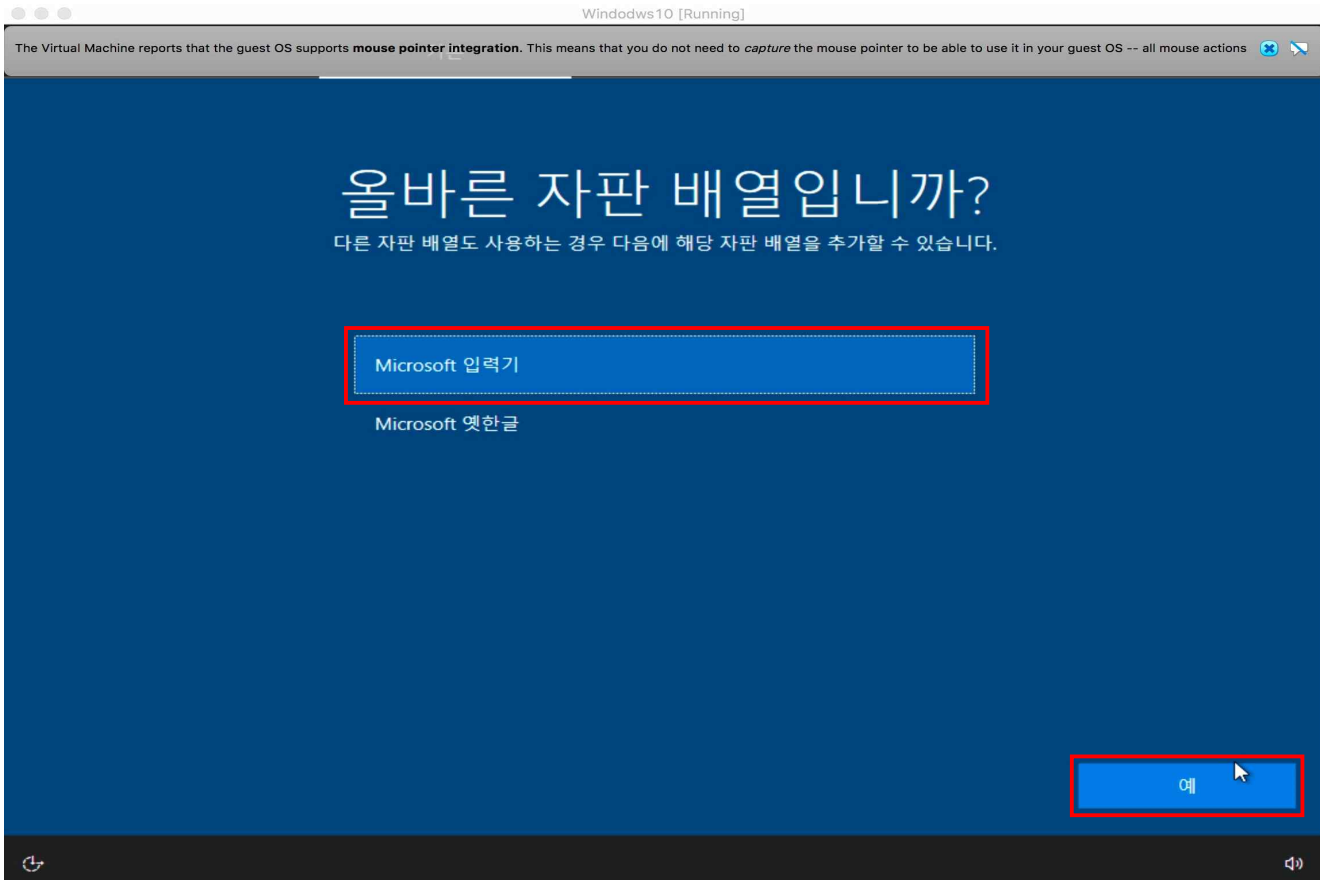 Windodws10 [Running]
The Virtual Machine reports that the guest OS supports mouse pointer integration. This means that you do not need to capture the mouse pointer to be able to use it in your guest OS -- all mouse actions
올바른 자판 배열입니까?
다른 자판 배열도 사용하는 경우 다음에 해당 자판 배열을 추가할 수 있습니다.
Microsoft 입력기
Microsoft 옛한글
예